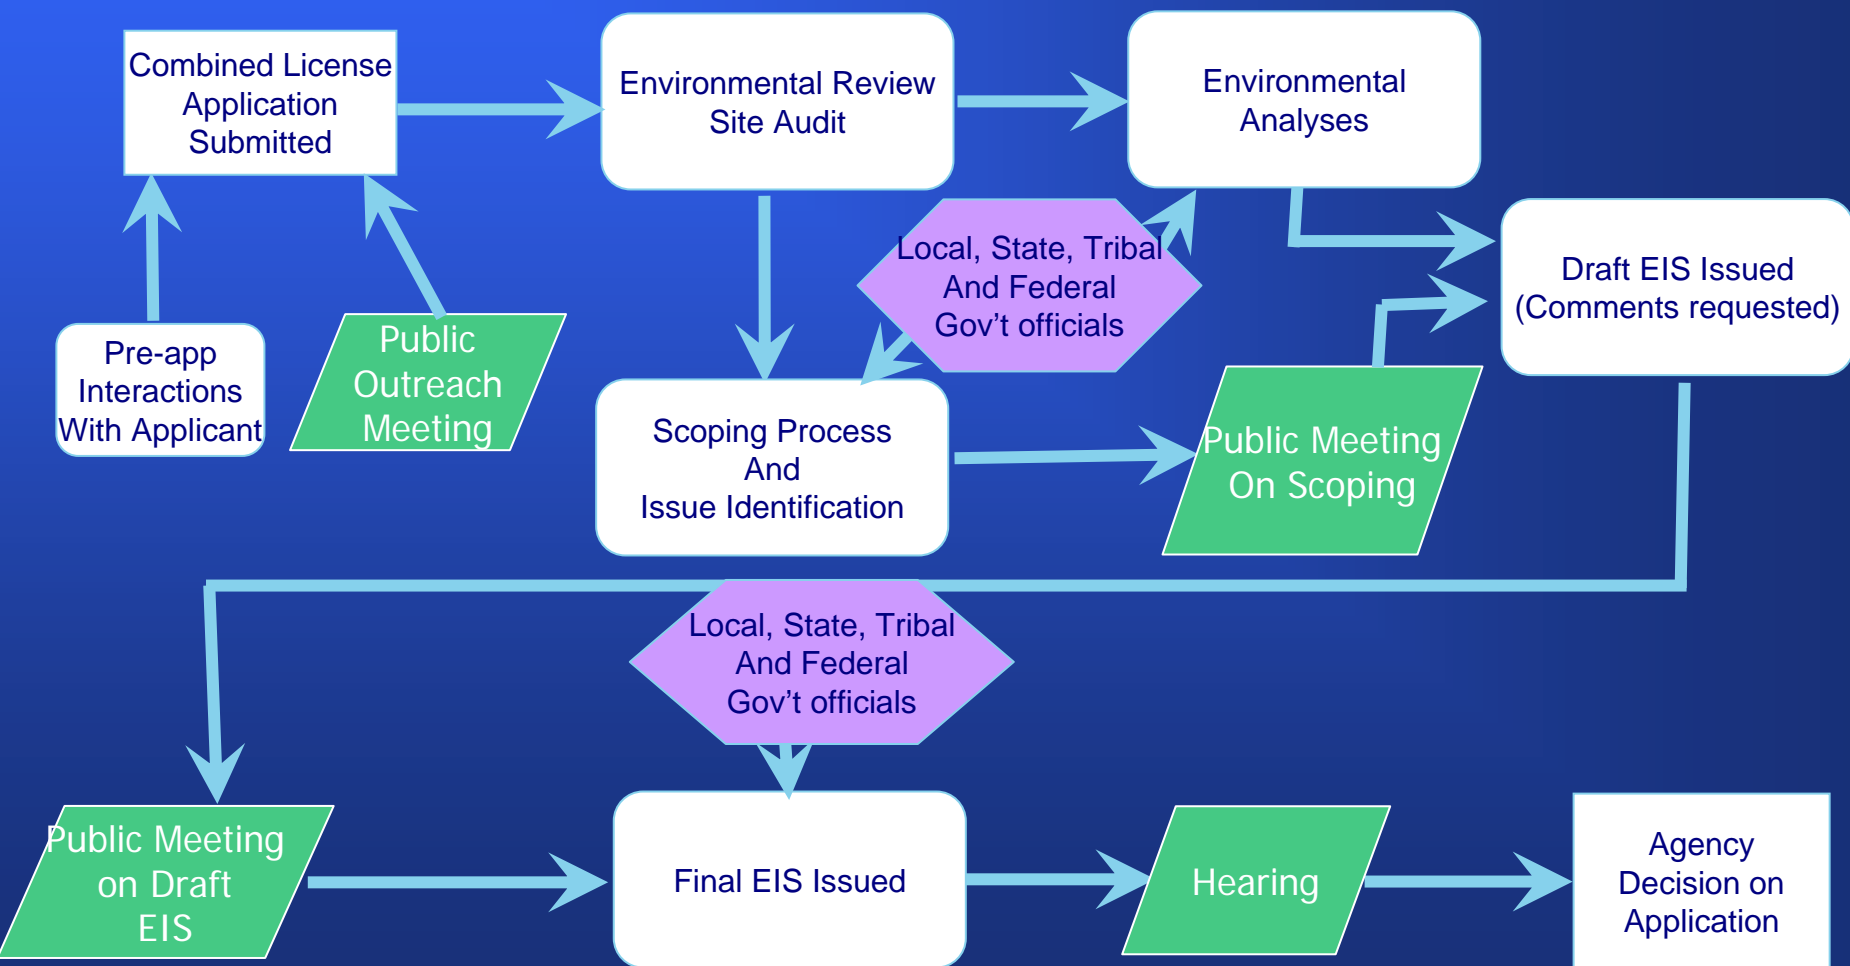 Combined License
Application
Submitted
Environmental Review
Site Audit
Environmental
Analyses
Local, State, Tribal
And Federal
Gov't officials
Draft EIS Issued
(Comments requested)
Pre-app
Interactions
With Applicant
Public
Outreach
Meeting
Scoping Process
And
Issue Identification
Public Meeting
On Scoping
Local, State, Tribal
And Federal
Gov't officials
Public Meeting
on Draft
EIS
Final EIS Issued
Hearing
Agency
Decision on
Application